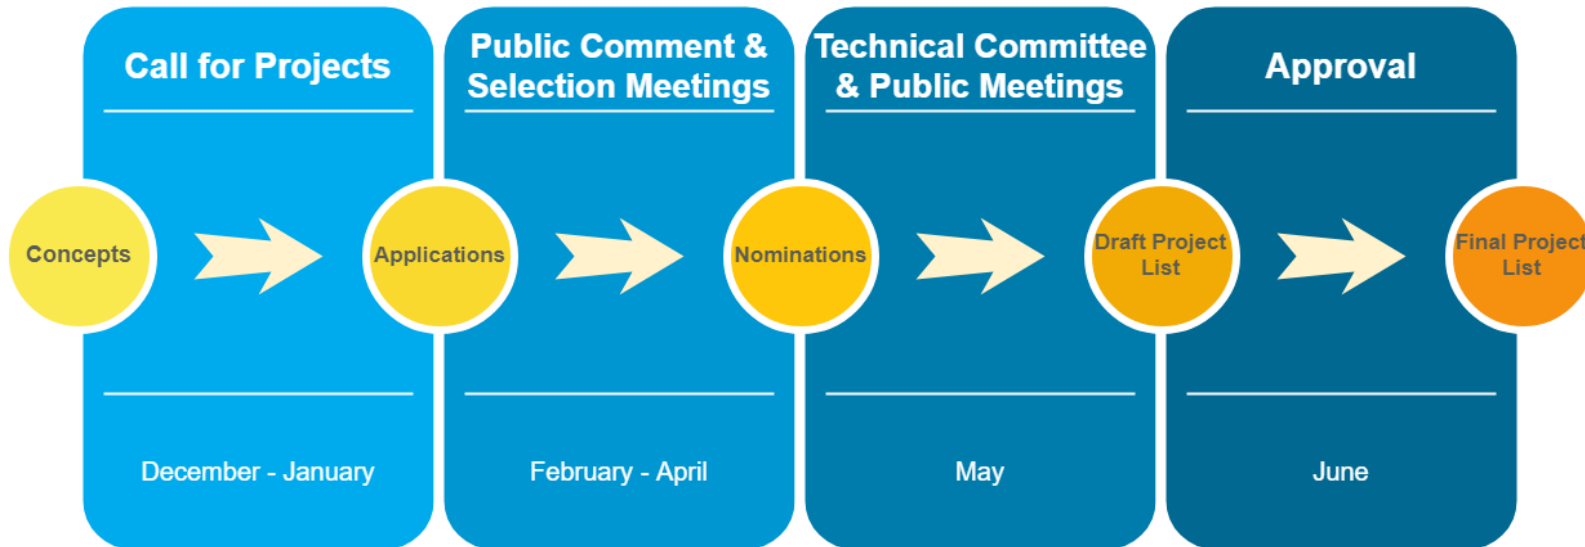 Call for Projects
Public Comment &
Selection Meetings
Technical Committee
& Public Meetings
Approval
Concepts
Applications
Nominations
Draft Project
List
Final Project
List
December - January
February - April
May
June